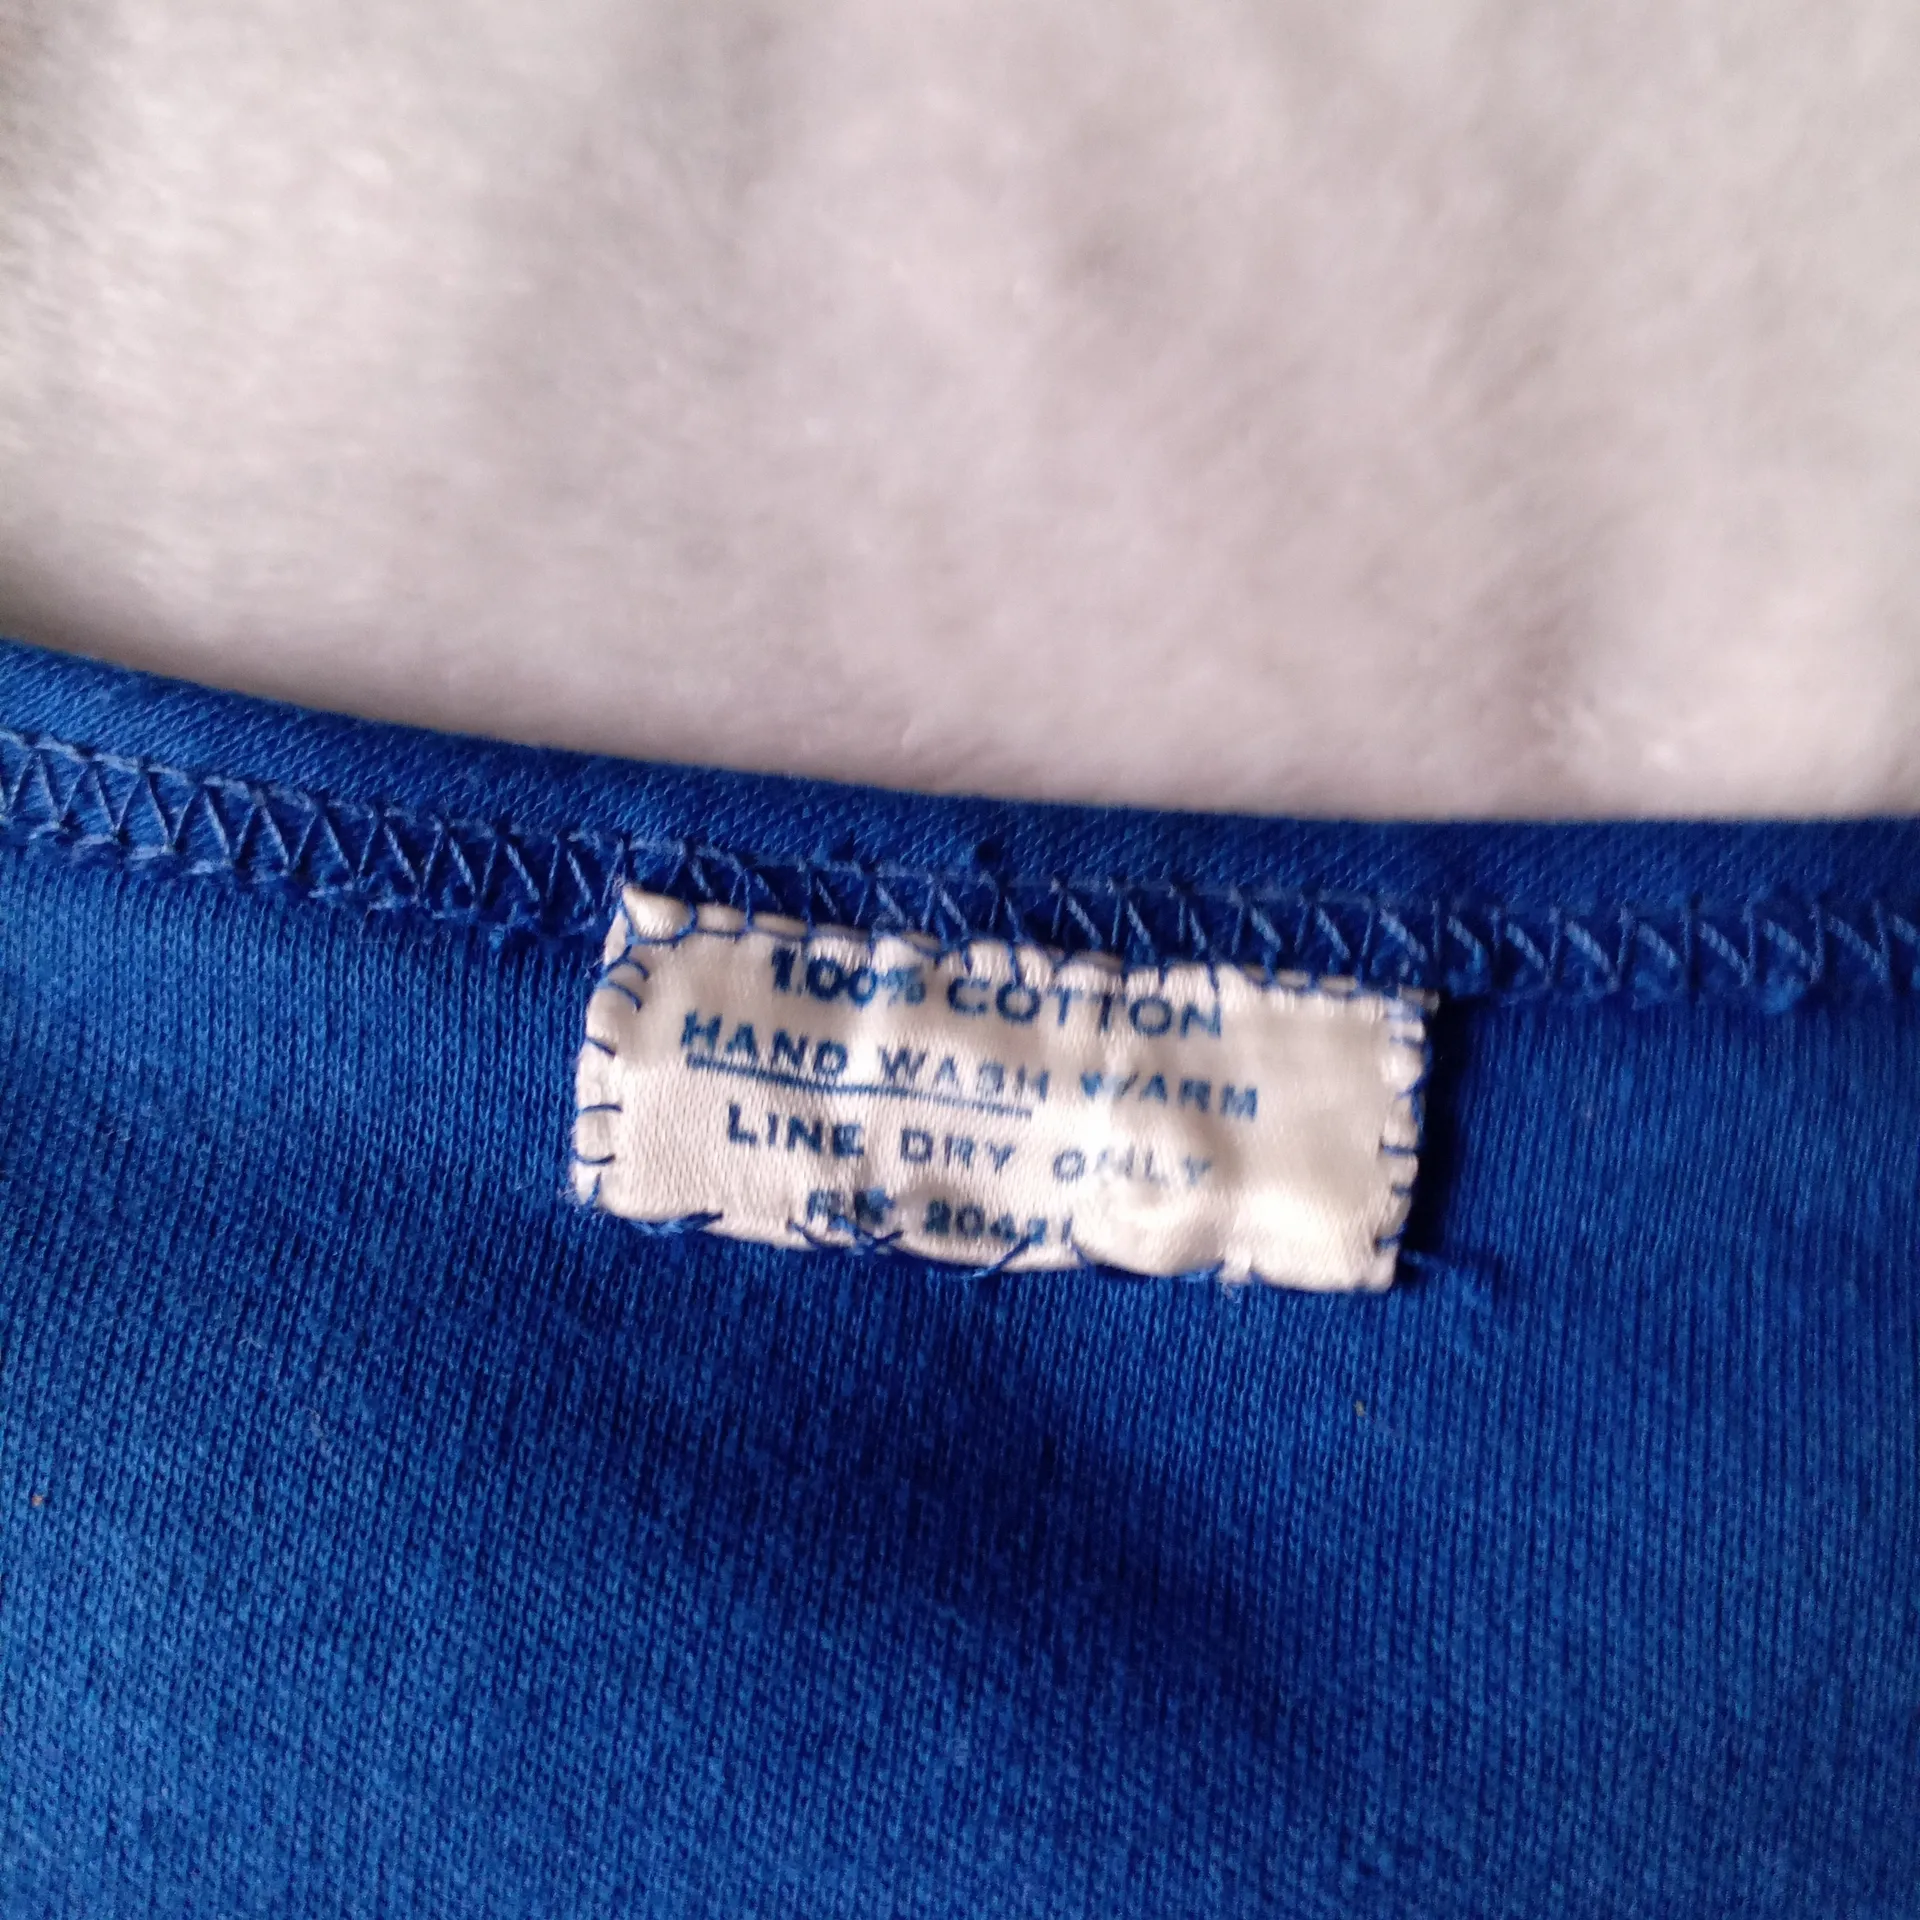 100% COTTON
HAND WASH WARM
LINE DRY ONLY